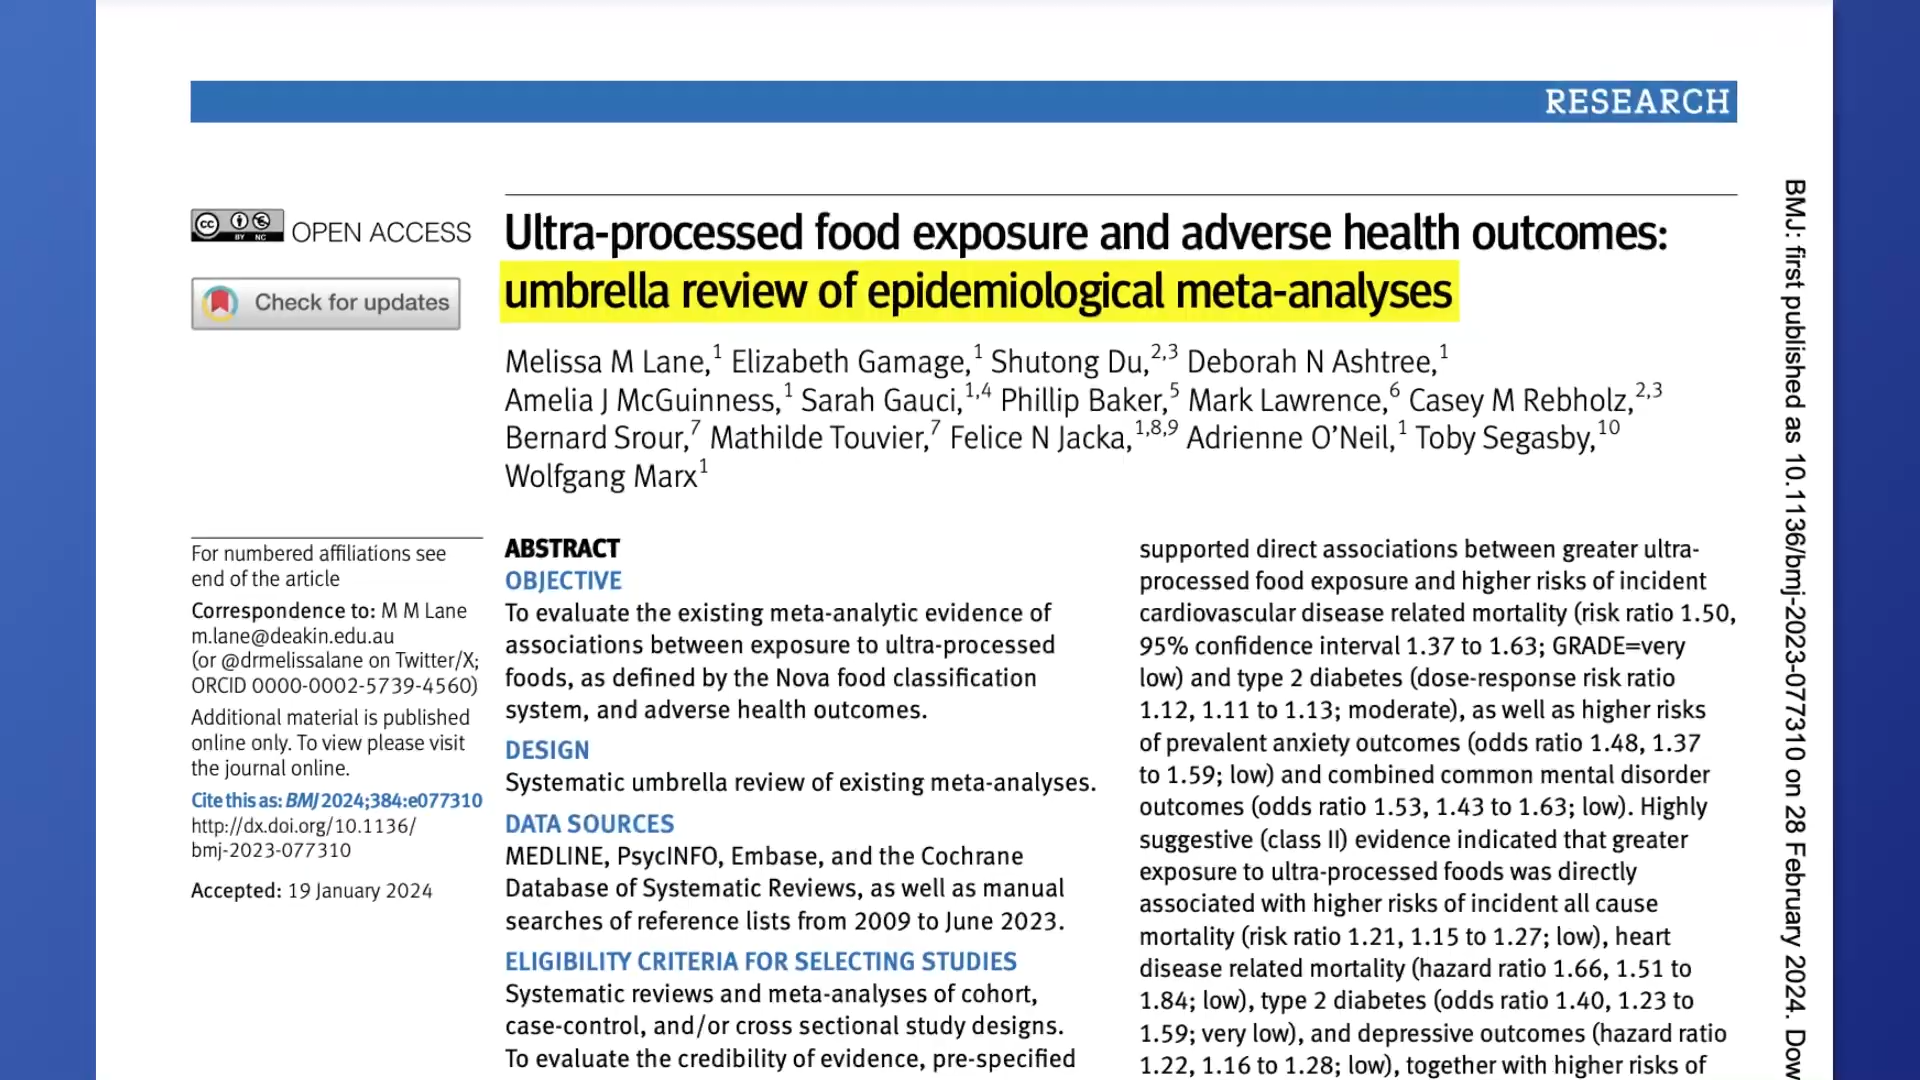 RESEARCH
OPEN ACCESS
CC BY NC
Check for updates
Ultra-processed food exposure and adverse health outcomes:
umbrella review of epidemiological meta-analyses
Melissa M Lane,1 Elizabeth Gamage,1 Shutong Du,2,3 Deborah N Ashtree,1
Amelia J McGuinness,1 Sarah Gauci,1,4 Phillip Baker,5 Mark Lawrence,6 Casey M Rebholz,2,3
Bernard Srour,7 Mathilde Touvier,7 Felice N Jacka,1,8,9 Adrienne O’Neil,1 Toby Segasby,10
Wolfgang Marx1
For numbered affiliations see
end of the article
Correspondence to: M M Lane
m.lane@deakin.edu.au
(or @drmelissalane on Twitter/X;
ORCID 0000-0002-5739-4560)
Additional material is published
online only. To view please visit
the journal online.
Cite this as: BMJ 2024;384:e077310
http://dx.doi.org/10.1136/
bmj-2023-077310
Accepted: 19 January 2024
ABSTRACT
OBJECTIVE
To evaluate the existing meta-analytic evidence of
associations between exposure to ultra-processed
foods, as defined by the Nova food classification
system, and adverse health outcomes.
DESIGN
Systematic umbrella review of existing meta-analyses.
DATA SOURCES
MEDLINE, PsycINFO, Embase, and the Cochrane
Database of Systematic Reviews, as well as manual
searches of reference lists from 2009 to June 2023.
ELIGIBILITY CRITERIA FOR SELECTING STUDIES
Systematic reviews and meta-analyses of cohort,
case-control, and/or cross sectional study designs.
To evaluate the credibility of evidence, pre-specified
supported direct associations between greater ultra-
processed food exposure and higher risks of incident
cardiovascular disease related mortality (risk ratio 1.50,
95% confidence interval 1.37 to 1.63; GRADE=very
low) and type 2 diabetes (dose-response risk ratio
1.12, 1.11 to 1.13; moderate), as well as higher risks
of prevalent anxiety outcomes (odds ratio 1.48, 1.37
to 1.59; low) and combined common mental disorder
outcomes (odds ratio 1.53, 1.43 to 1.63; low). Highly
suggestive (class II) evidence indicated that greater
exposure to ultra-processed foods was directly
associated with higher risks of incident all cause
mortality (risk ratio 1.21, 1.15 to 1.27; low), heart
disease related mortality (hazard ratio 1.66, 1.51 to
1.84; low), type 2 diabetes (odds ratio 1.40, 1.23 to
1.59; very low), and depressive outcomes (hazard ratio
1.22, 1.16 to 1.28; low), together with higher risks of
BMJ: first published as 10.1136/bmj-2023-077310 on 28 February 2024. Dow